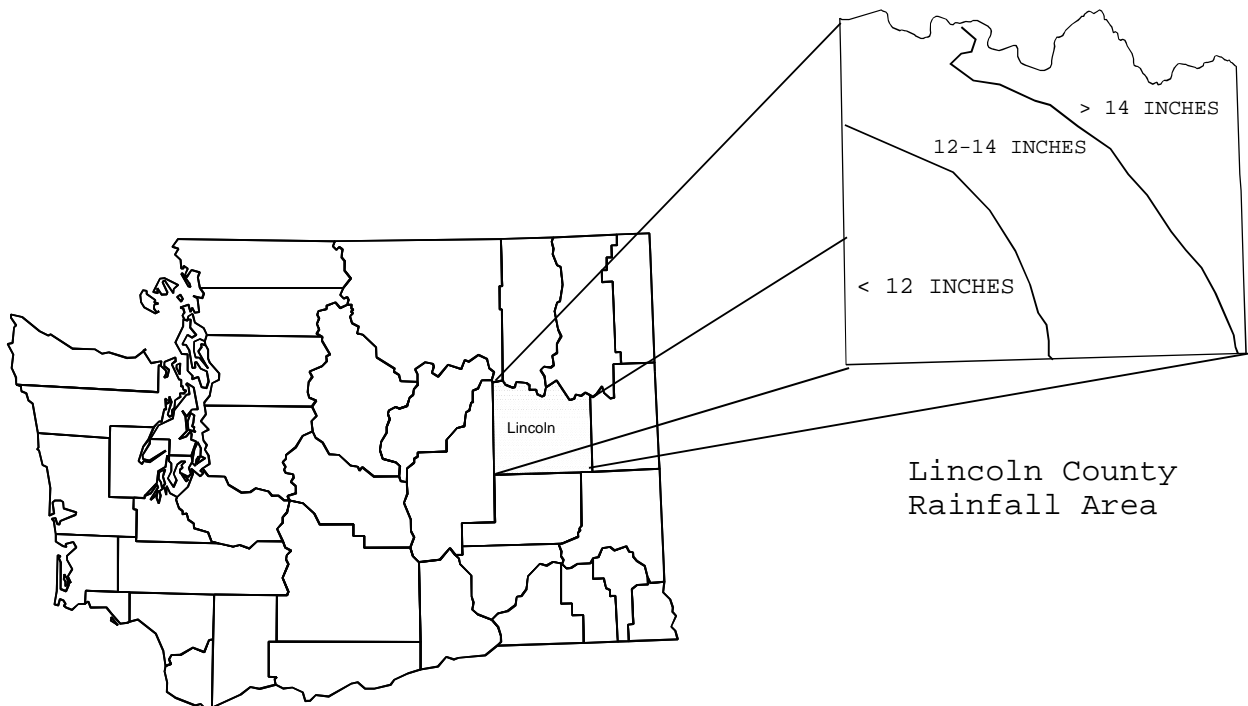 > 14 INCHES
12-14 INCHES
< 12 INCHES
Lincoln
Lincoln County
Rainfall Area